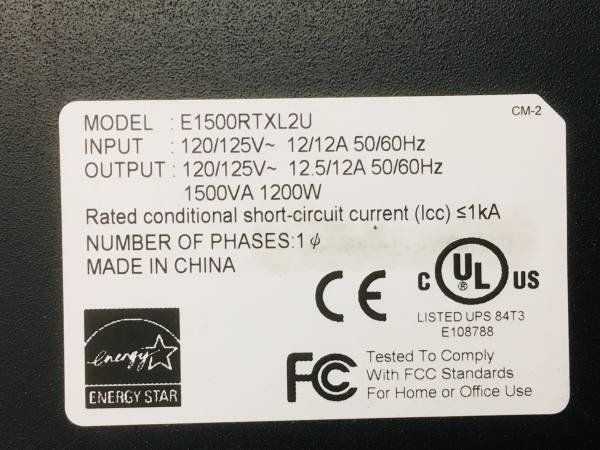 CM-2
MODEL : E1500RTXL2U
INPUT : 120/125V~ 12/12A 50/60Hz
OUTPUT : 120/125V~ 12.5/12A 50/60Hz
1500VA 1200W
Rated conditional short-circuit current (Icc) ≤1kA
NUMBER OF PHASES:1 ϕ
MADE IN CHINA
CE
C UL ® US
LISTED UPS 84T3
E108788
energy
ENERGY STAR
FC
Tested To Comply
With FCC Standards
For Home or Office Use